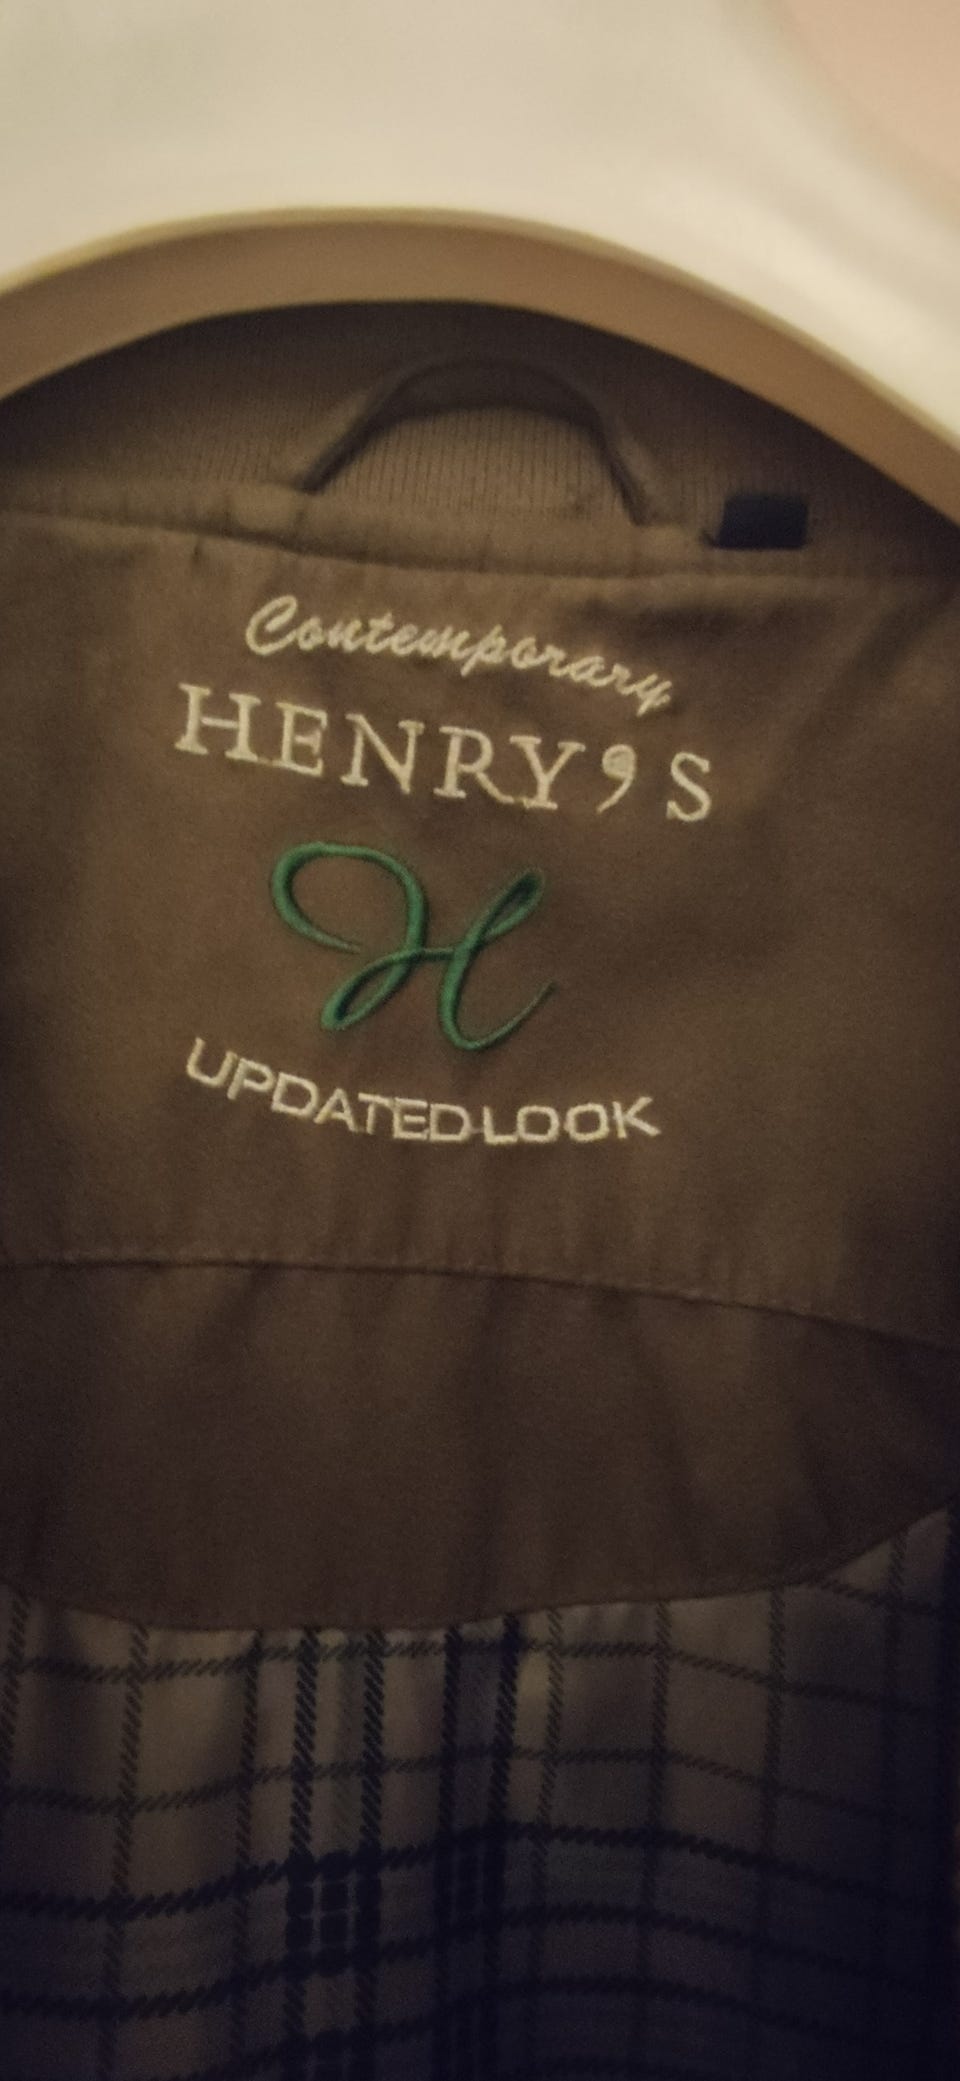 Contemporary
HENRY'S
H
UPDATED LOOK